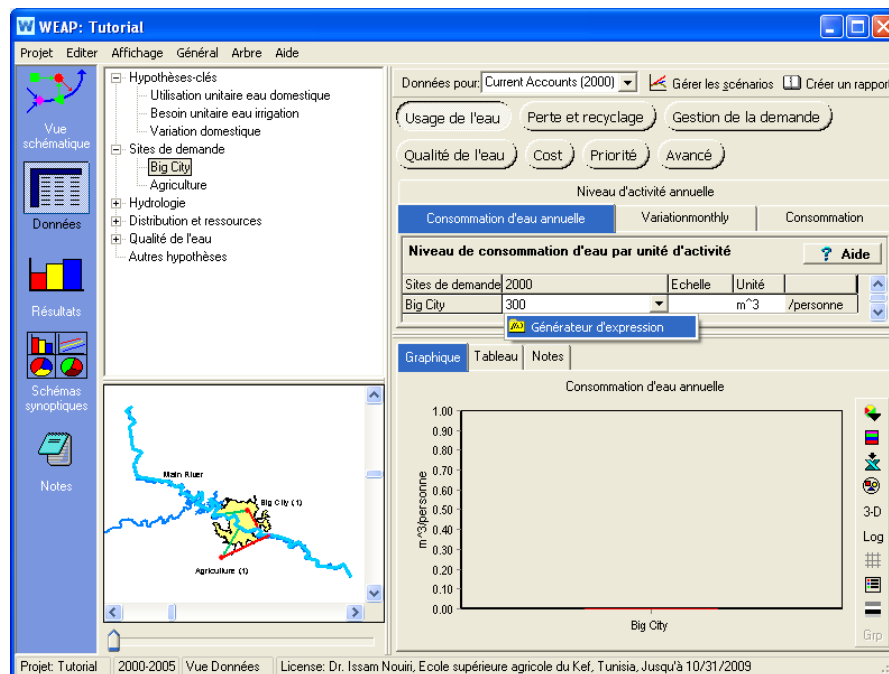 WEAP: Tutorial
Projet Editer Affichage Général Arbre Aide
Vue
schématique
Données
Résultats
Schémas
synoptiques
Notes
Hypothèses-clés
Utilisation unitaire eau domestique
Besoin unitaire eau irrigation
Variation domestique
Sites de demande
Big City
Agriculture
Hydrologie
Distribution et ressources
Qualité de l'eau
Autres hypothèses
Main River
Big City (1)
Agriculture (1)
Données pour: Current Accounts (2000) Gérer les scénarios Créer un rapport
Usage de l'eau Perte et recyclage Gestion de la demande
Qualité de l'eau Cost Priorité Avancé
Niveau d'activité annuelle
Consommation d'eau annuelle Variationmonthly Consommation
Niveau de consommation d'eau par unité d'activité ? Aide
Sites de demande 2000 Echelle Unité
Big City 300 m^3 /personne
Générateur d'expression
Graphique Tableau Notes
Consommation d'eau annuelle
m^3/personne
1.00
0.90
0.80
0.70
0.60
0.50
0.40
0.30
0.20
0.10
0.00
Big City
3-D
Log
Grp
Projet: Tutorial 2000-2005 Vue Données License: Dr. Issam Nouiri, Ecole supérieure agricole du Kef, Tunisia, Jusqu'à 10/31/2009